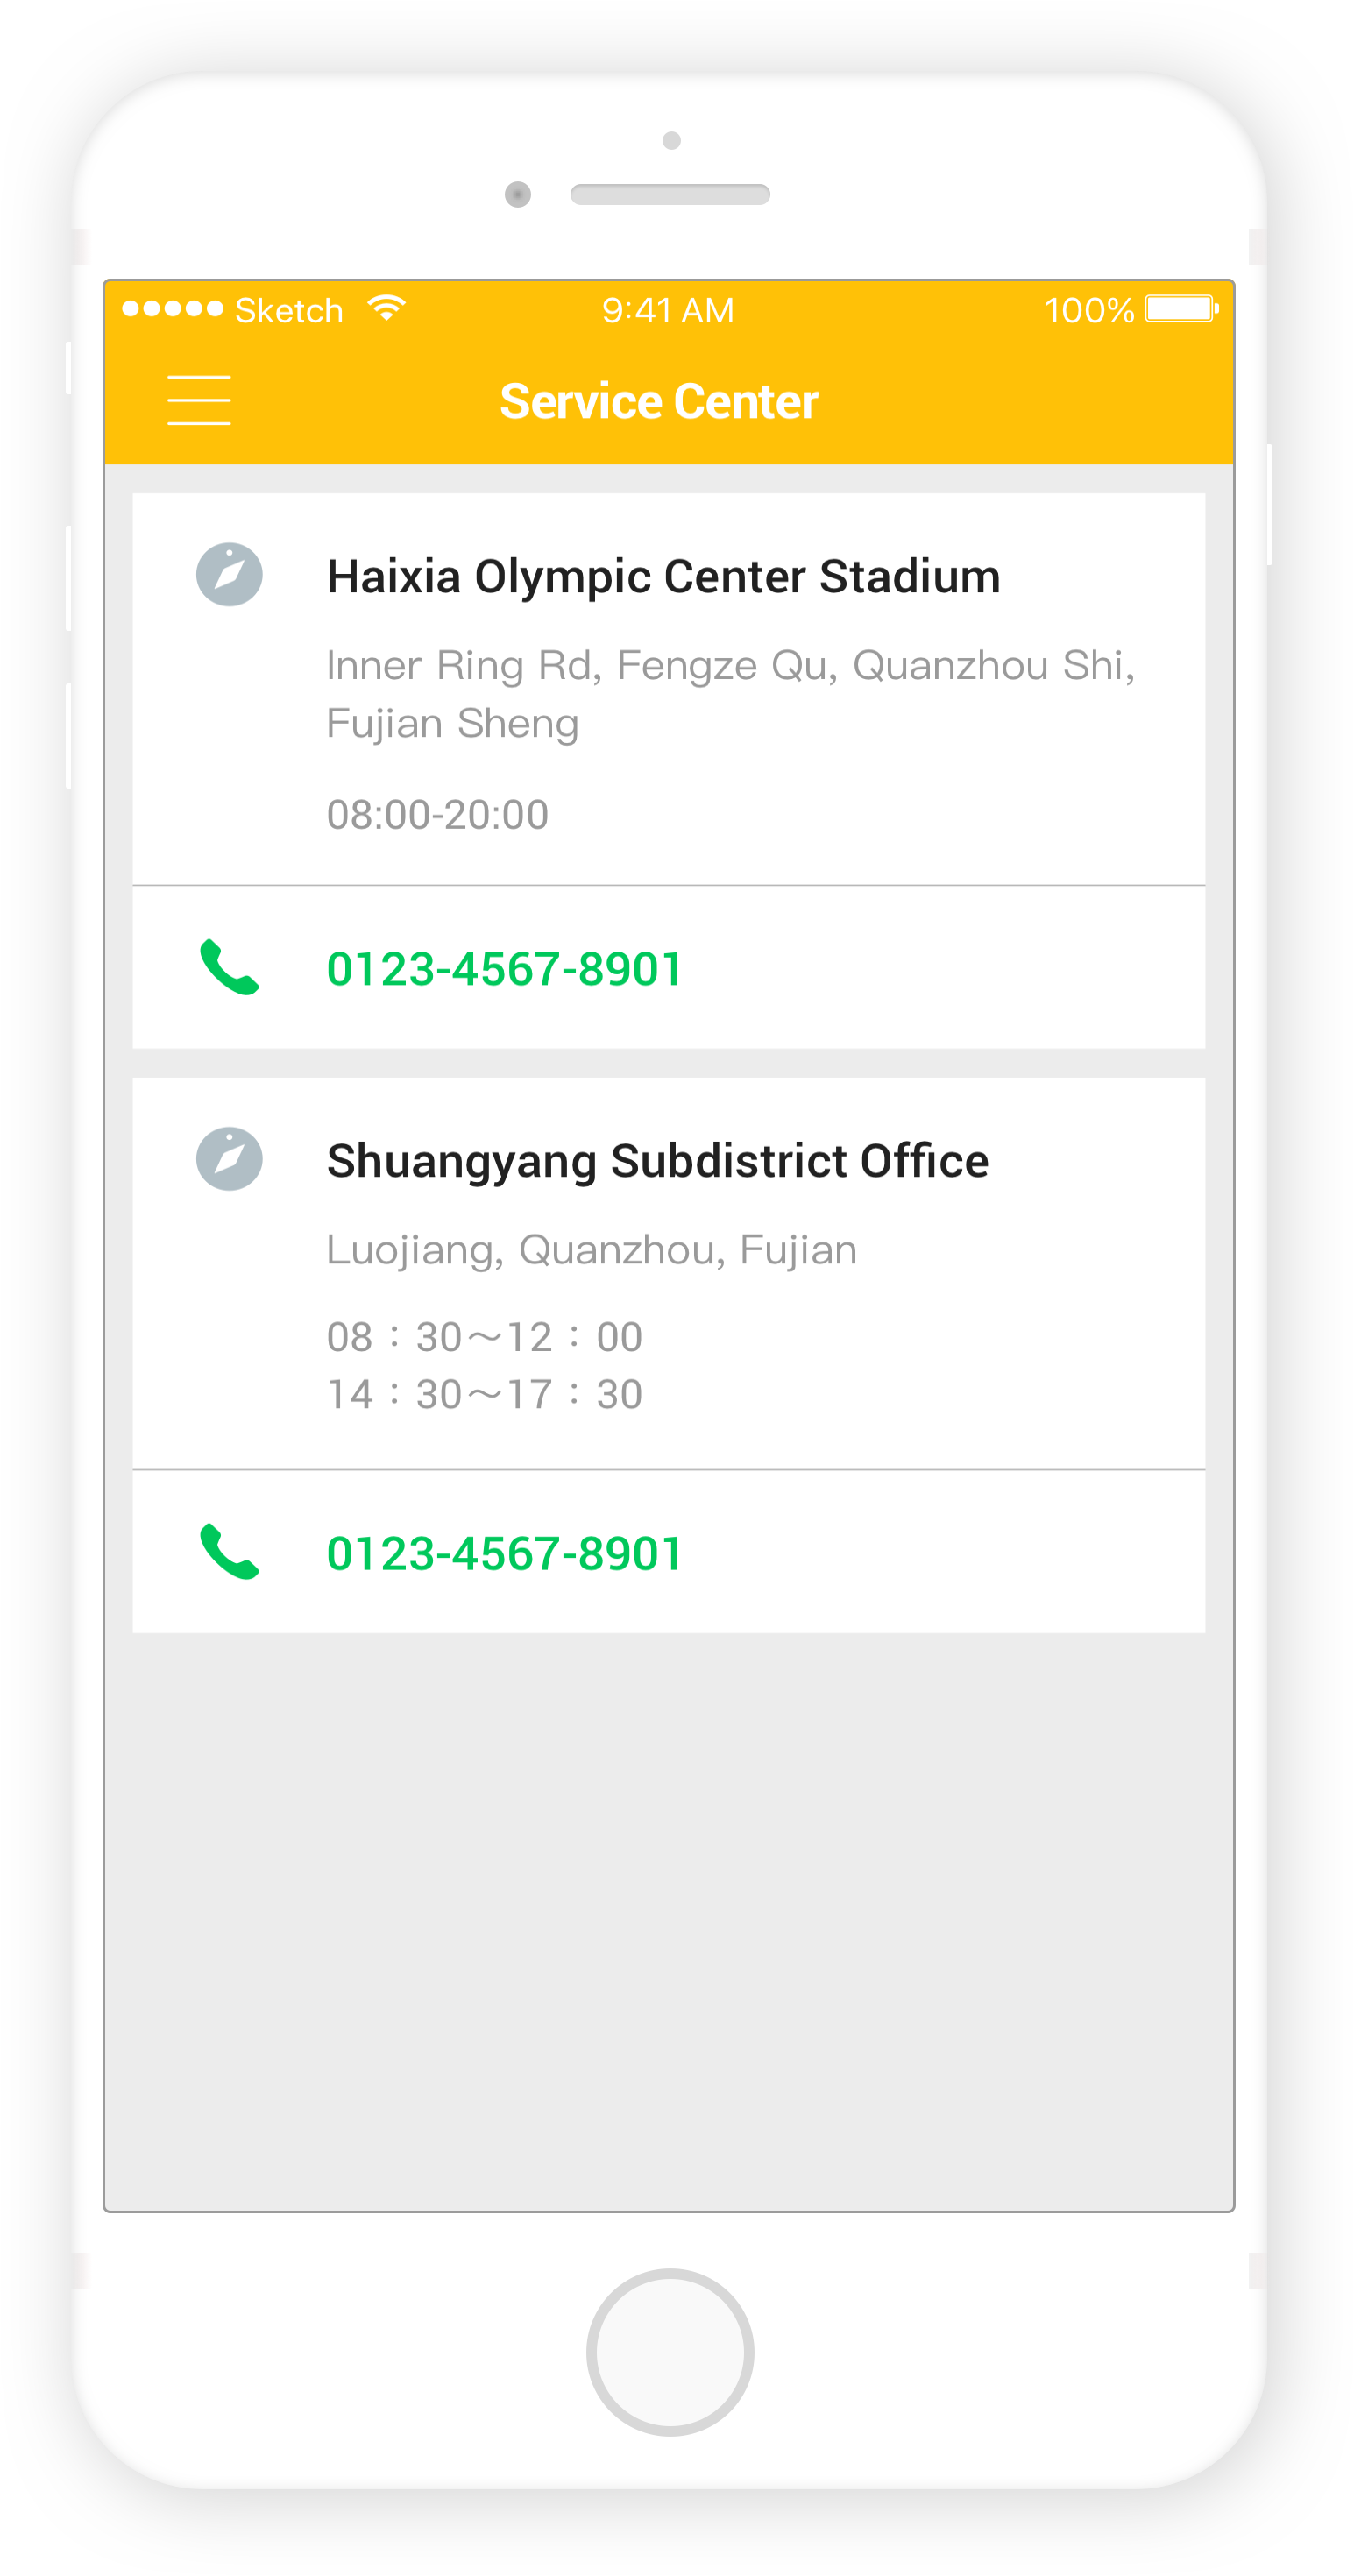 Sketch 9:41 AM 100%
Service Center
Haixia Olympic Center Stadium
Inner Ring Rd, Fengze Qu, Quanzhou Shi,
Fujian Sheng
08:00-20:00
0123-4567-8901
Shuangyang Subdistrict Office
Luojiang, Quanzhou, Fujian
08：30～12：00
14：30～17：30
0123-4567-8901